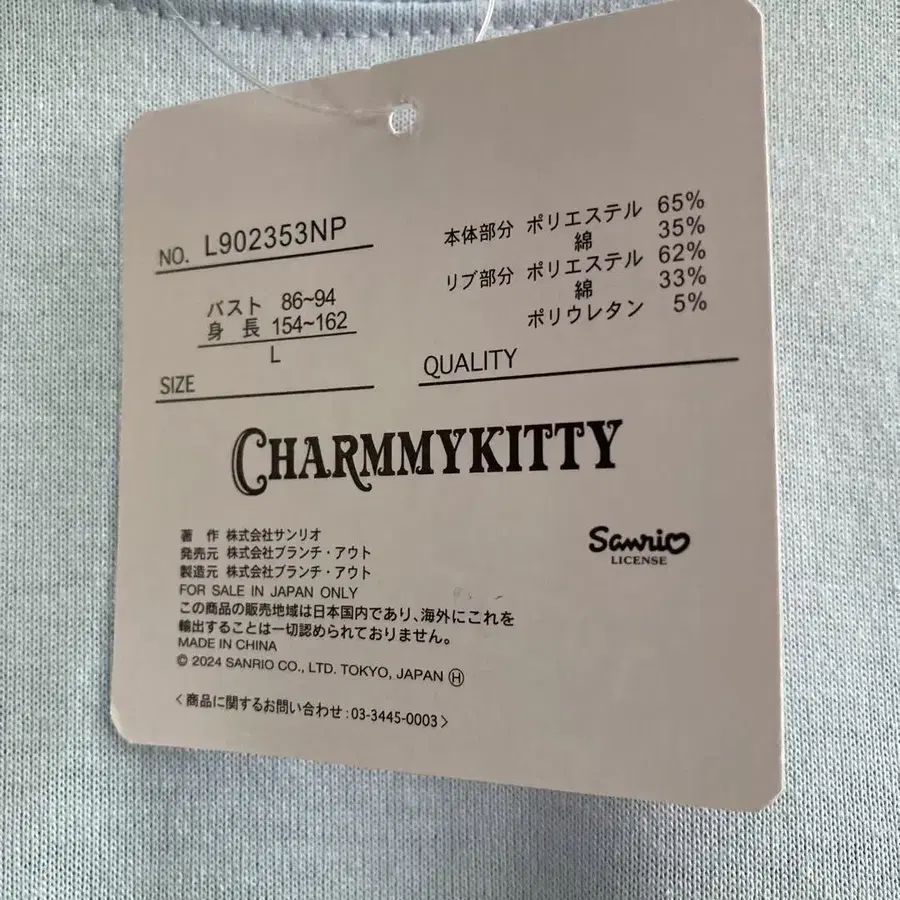 NO. L902353NP
バスト 86~94
身 長 154~162
L
SIZE
本体部分 ポリエステル 65%
綿 35%
リブ部分 ポリエステル 62%
綿 33%
ポリウレタン 5%
QUALITY
CHARMMYKITTY
著 作 株式会社サンリオ
発売元 株式会社ブランチ・アウト
製造元 株式会社ブランチ・アウト
FOR SALE IN JAPAN ONLY
この商品の販売地域は日本国内であり、海外にこれを
輸出することは一切認められておりません。
MADE IN CHINA
© 2024 SANRIO CO., LTD. TOKYO, JAPAN Ⓗ
<商品に関するお問い合わせ:03-3445-0003>
Sanrio
LICENSE